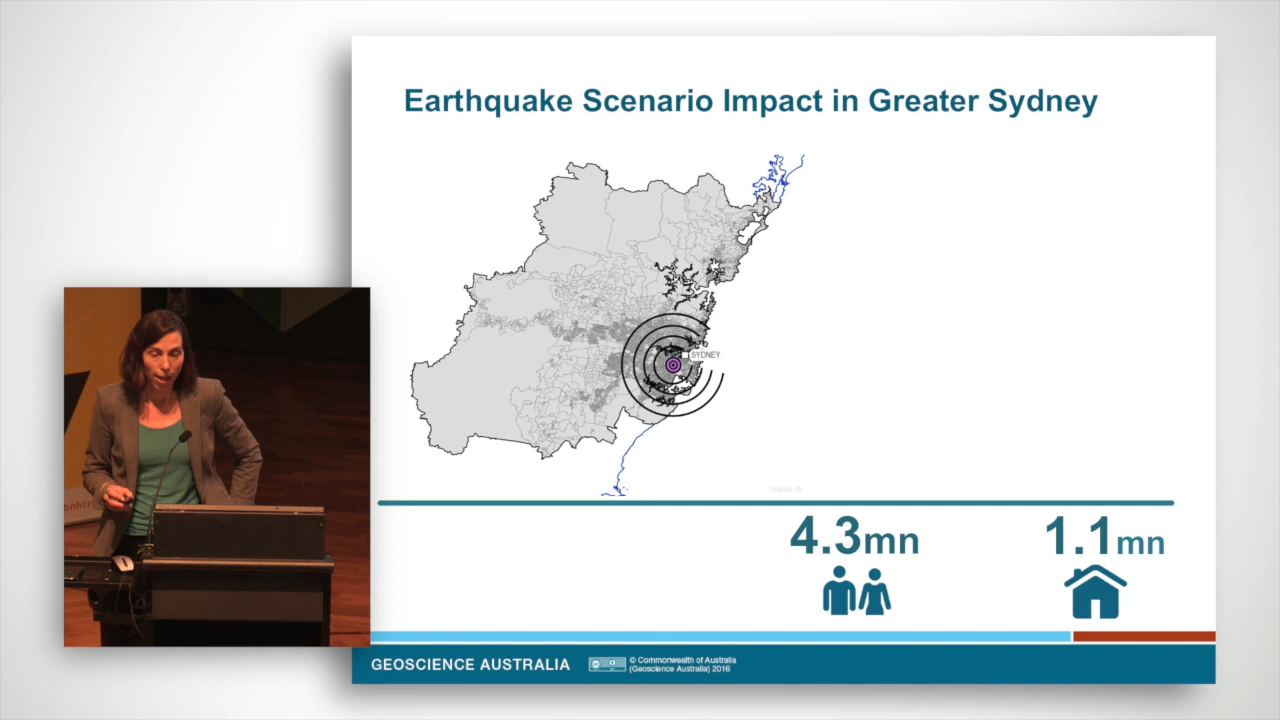 Earthquake Scenario Impact in Greater Sydney
SYDNEY
4.3mn
1.1mn
GEOSCIENCE AUSTRALIA
© Commonwealth of Australia
(Geoscience Australia) 2016